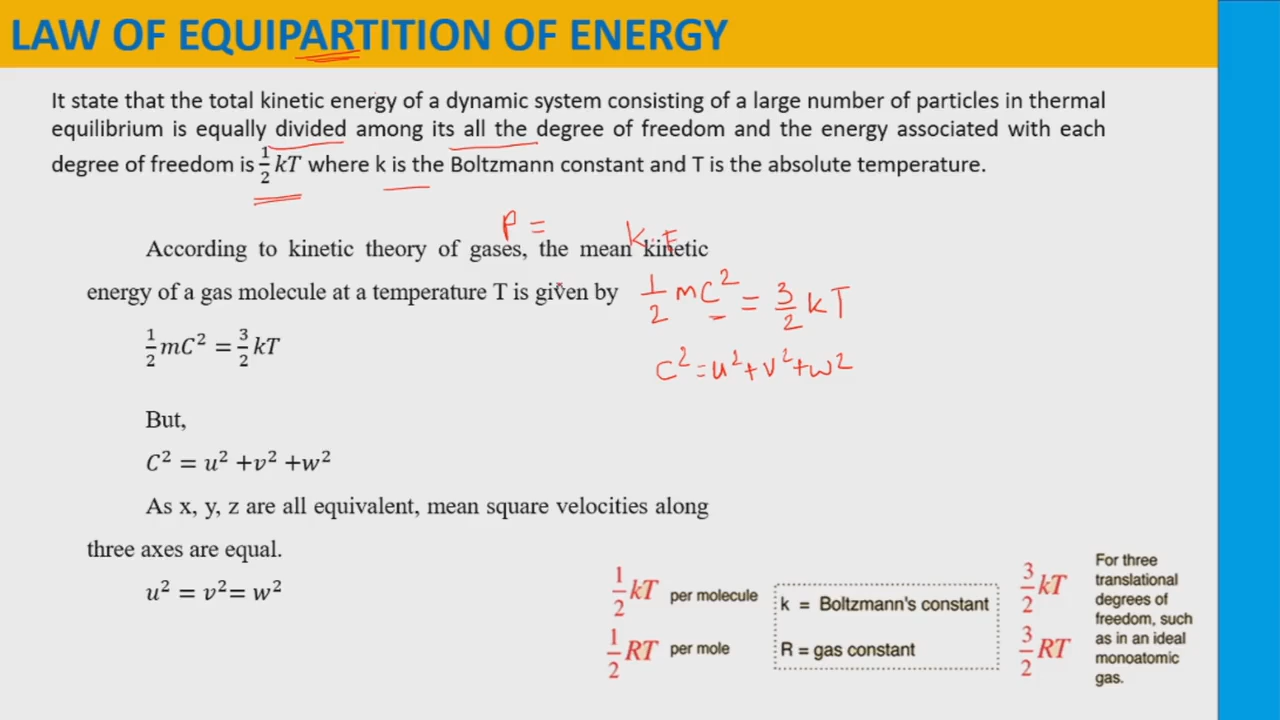 LAW OF EQUIPARTITION OF ENERGY
It state that the total kinetic energy of a dynamic system consisting of a large number of particles in thermal
equilibrium is equally divided among its all the degree of freedom and the energy associated with each
degree of freedom is 1/2 kT where k is the Boltzmann constant and T is the absolute temperature.
P =
K.E
According to kinetic theory of gases, the mean kinetic
energy of a gas molecule at a temperature T is given by
1/2 mC² = 3/2 kT
1/2 mC² = 3/2 kT
C² = u² + v² + w²
But,
C² = u² +v² +w²
As x, y, z are all equivalent, mean square velocities along
three axes are equal.
u² = v²= w²
1/2 kT per molecule
1/2 RT per mole
k = Boltzmann's constant
R = gas constant
3/2 kT
3/2 RT
For three
translational
degrees of
freedom, such
as in an ideal
monoatomic
gas.